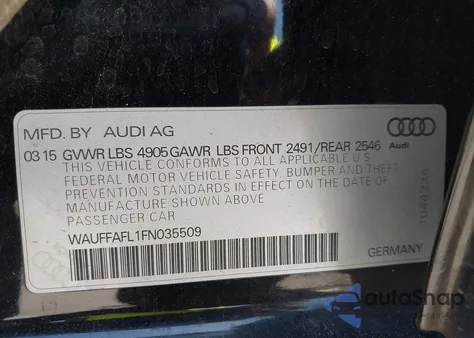 MFD. BY AUDI AG
Audi
03 15 GVWR LBS 4905 GAWR LBS FRONT 2491/REAR 2546
THIS VEHICLE CONFORMS TO ALL APPLICABLE U S
FEDERAL MOTOR VEHICLE SAFETY, BUMPER AND THEFT
PREVENTION STANDARDS IN EFFECT ON THE DATE OF
MANUFACTURE SHOWN ABOVE
PASSENGER CAR
WAUFFAFL1FN035509
1044236
GERMANY
autoSnap